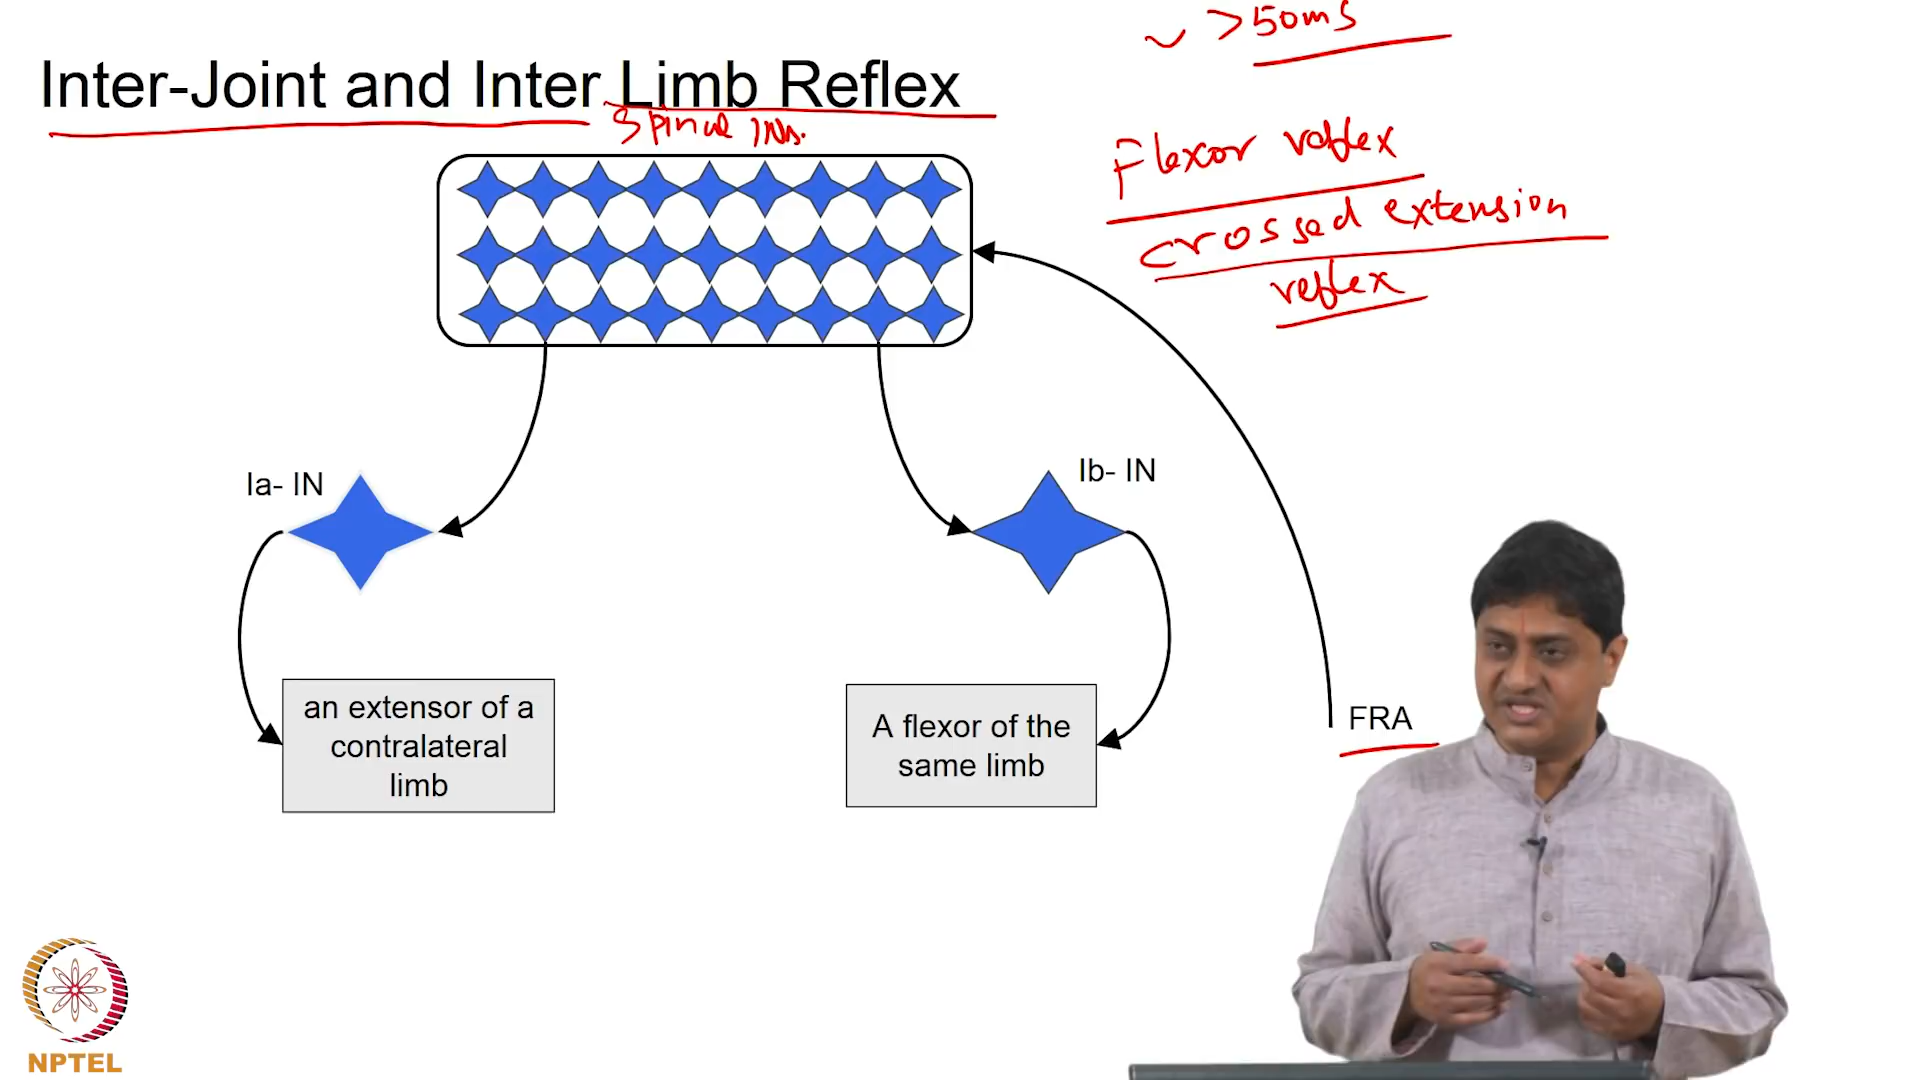 ~ >50ms
Inter-Joint and Inter Limb Reflex
Spinal INs.
Flexor reflex
crossed extension
reflex
Ia- IN
Ib- IN
an extensor of a
contralateral
limb
A flexor of the
same limb
FRA
NPTEL